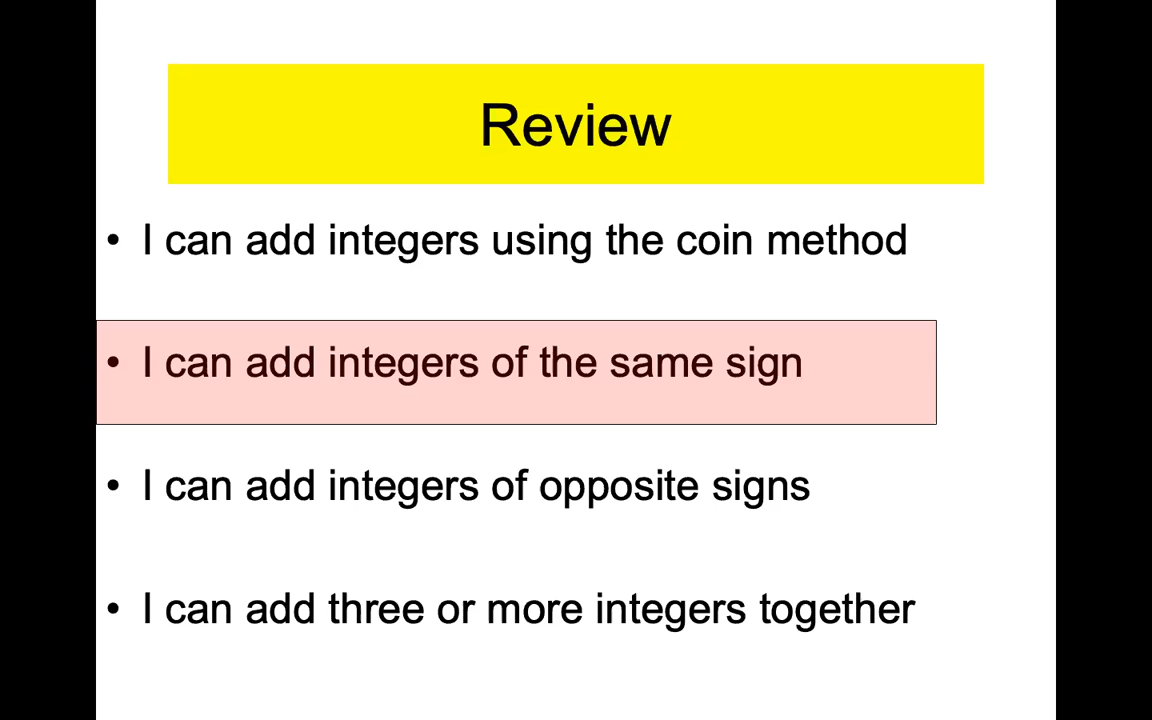 Review
• I can add integers using the coin method
• I can add integers of the same sign
• I can add integers of opposite signs
• I can add three or more integers together